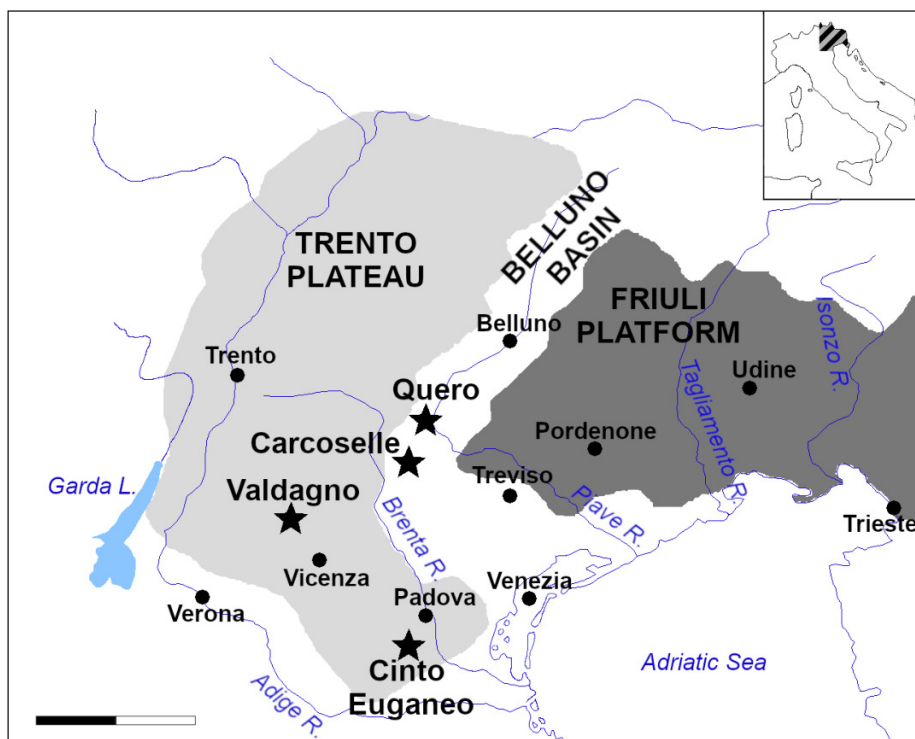 BELLUNO
BASIN
TRENTO
PLATEAU
FRIULI
PLATFORM
Isonzo R.
Belluno
Trento
Udine
Tagliamento R.
Quero
Pordenone
Carcoselle
Garda L.
Valdagno
Treviso
Piave R.
Brenta R.
Trieste
Vicenza
Venezia
Padova
Verona
Cinto
Euganeo
Adriatic Sea
Adige R.